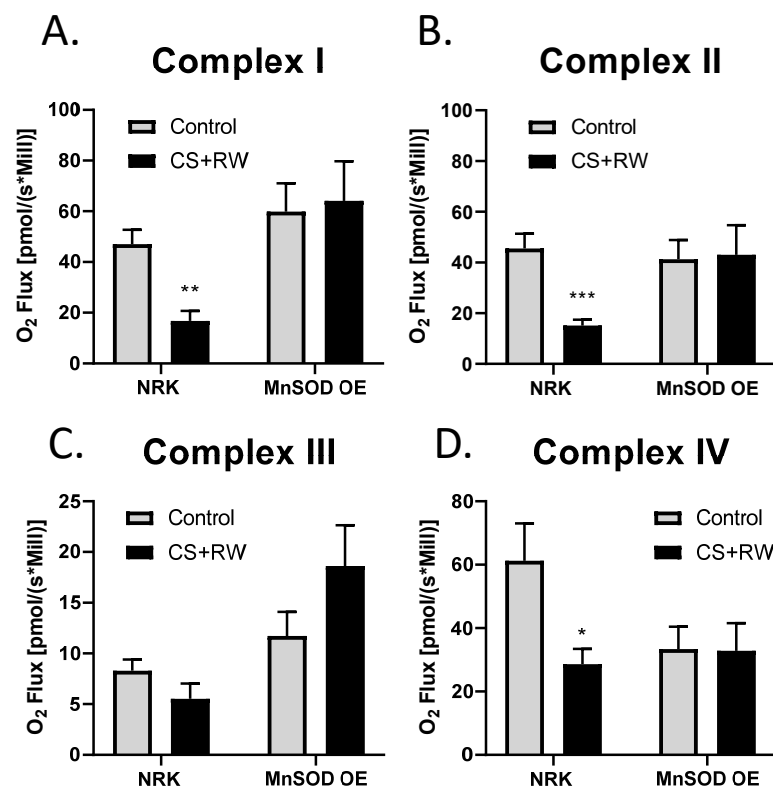 A.
Complex I
100
80
60
40
20
0
O2 Flux [pmol/(s*Mill)]
Control
CS+RW
**
NRK
MnSOD OE
B.
Complex II
100
80
60
40
20
0
O2 Flux [pmol/(s*Mill)]
Control
CS+RW
***
NRK
MnSOD OE
C.
Complex III
25
20
15
10
5
0
O2 Flux [pmol/(s*Mill)]
Control
CS+RW
NRK
MnSOD OE
D.
Complex IV
80
60
40
20
0
O2 Flux [pmol/(s*Mill)]
Control
CS+RW
*
NRK
MnSOD OE